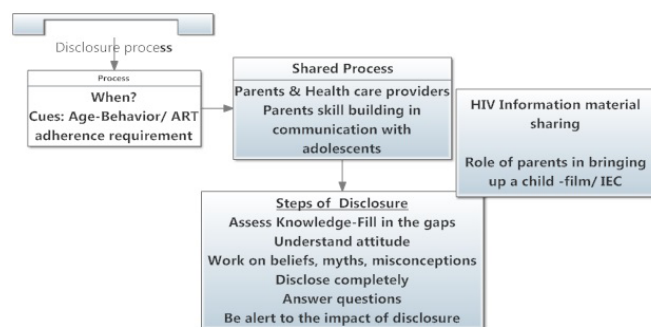 Disclosure process
Process
When?
Cues: Age-Behavior/ ART
adherence requirement
Shared Process
Parents & Health care providers
Parents skill building in
communication with
adolescents
HIV Information material
sharing
Role of parents in bringing
up a child -film/ IEC
Steps of Disclosure
Assess Knowledge-Fill in the gaps
Understand attitude
Work on beliefs, myths, misconceptions
Disclose completely
Answer questions
Be alert to the impact of disclosure